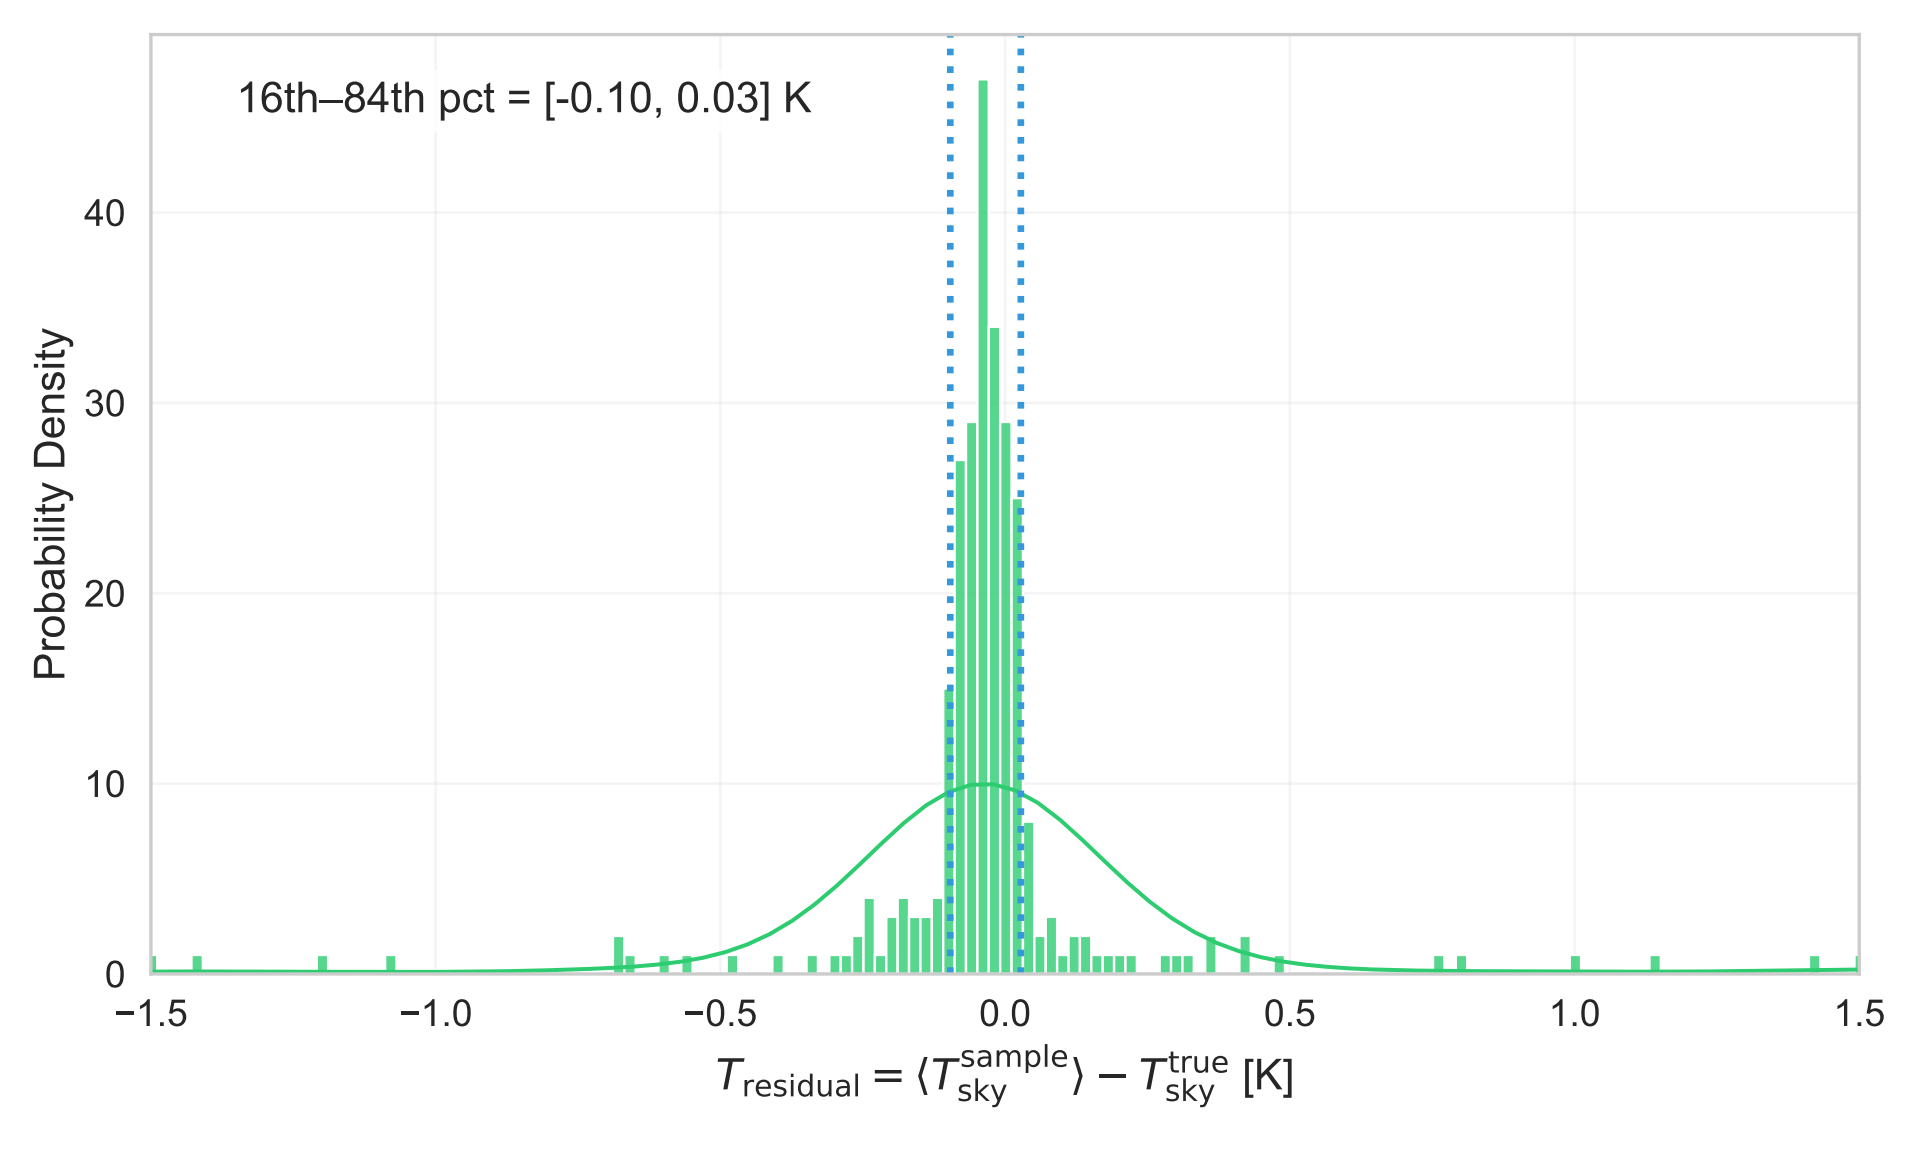 16th–84th pct = [-0.10, 0.03] K
Probability Density
40
30
20
10
0
−1.5 −1.0 −0.5 0.0 0.5 1.0 1.5
T_residual = ⟨T_sky^sample⟩ − T_sky^true [K]